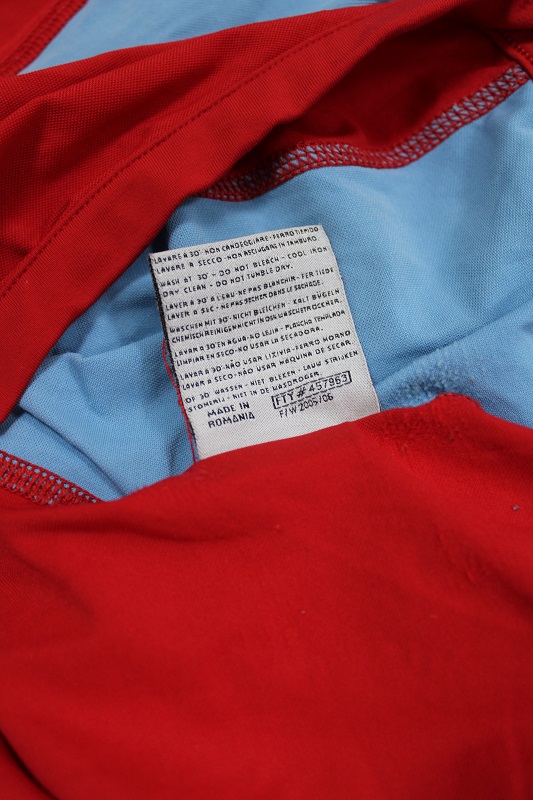 LAVARE A 30°-NON CANDEGGIARE-FERRO TIEPIDO
LAVARE A SECCO-NON ASCIUGARE IN TAMBURO.
WASH AT 30°- DO NOT BLEACH - COOL IRON
DRY CLEAN - DO NOT TUMBLE DRY.
LAVER A 30° A L'EAU-NE PAS BLANCHIR- FER TIEDE
LAVER A SEC - NE PAS SECHER DANS LE SECHAGE.
WASCHEN MIT 30°- NICHT BLEICHEN - KALT BÜGELN
CHEMISCHE REINIGUNG NICHT IN DEN WASCHETROCCHER.
LAVAR A 30° EN AGUA-NO LEJIA - PLANCHA TEMPLADA
LIMPIAR EN SECO-NO USAR LA SECADORA.
LAVAR A 30°-NÃO USAR LIXIVIA-FERRO MORNO
LAVAR A SECO-NÃO USAR MÁQUINA DE SECAR.
OP 30 WASSEN - NIET BLEKEN - LAUW STRIJKEN
STOMERIJ - NIET IN DE WASDROGER.
MADE IN
ROMANIA
FTY# 457963
F/W 2005/06